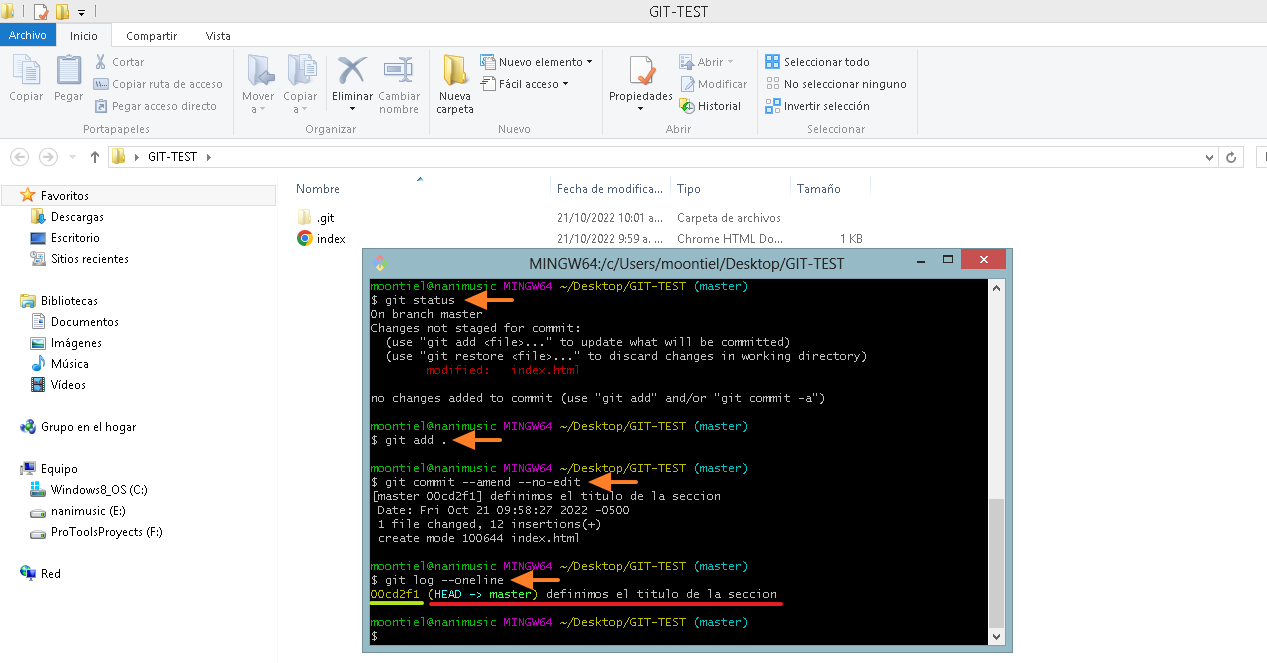 GIT-TEST
Archivo Inicio Compartir Vista
Copiar
Pegar
Cortar
Copiar ruta de acceso
Pegar acceso directo
Portapapeles
Mover a
Copiar a
Eliminar
Cambiar nombre
Organizar
Nueva carpeta
Nuevo elemento
Fácil acceso
Nuevo
Propiedades
Abrir
Modificar
Historial
Abrir
Seleccionar todo
No seleccionar ninguno
Invertir selección
Seleccionar
GIT-TEST
Favoritos
Descargas
Escritorio
Sitios recientes
Bibliotecas
Documentos
Imágenes
Música
Vídeos
Grupo en el hogar
Equipo
Windows8_OS (C:)
nanimusic (E:)
ProToolsProyects (F:)
Red
Nombre Fecha de modifica... Tipo Tamaño
.git 21/10/2022 10:01 a... Carpeta de archivos
index 21/10/2022 9:59 a. ... Chrome HTML Do... 1 KB
MINGW64:/c/Users/moontiel/Desktop/GIT-TEST
moontiel@nanimusic MINGW64 ~/Desktop/GIT-TEST (master)
$ git status
On branch master
Changes not staged for commit:
  (use "git add <file>..." to update what will be committed)
  (use "git restore <file>..." to discard changes in working directory)
        modified:   index.html
no changes added to commit (use "git add" and/or "git commit -a")
moontiel@nanimusic MINGW64 ~/Desktop/GIT-TEST (master)
$ git add .
moontiel@nanimusic MINGW64 ~/Desktop/GIT-TEST (master)
$ git commit --amend --no-edit
[master 00cd2f1] definimos el titulo de la seccion
 Date: Fri Oct 21 09:58:27 2022 -0500
 1 file changed, 12 insertions(+)
 create mode 100644 index.html
moontiel@nanimusic MINGW64 ~/Desktop/GIT-TEST (master)
$ git log --oneline
00cd2f1 (HEAD -> master) definimos el titulo de la seccion
moontiel@nanimusic MINGW64 ~/Desktop/GIT-TEST (master)
$